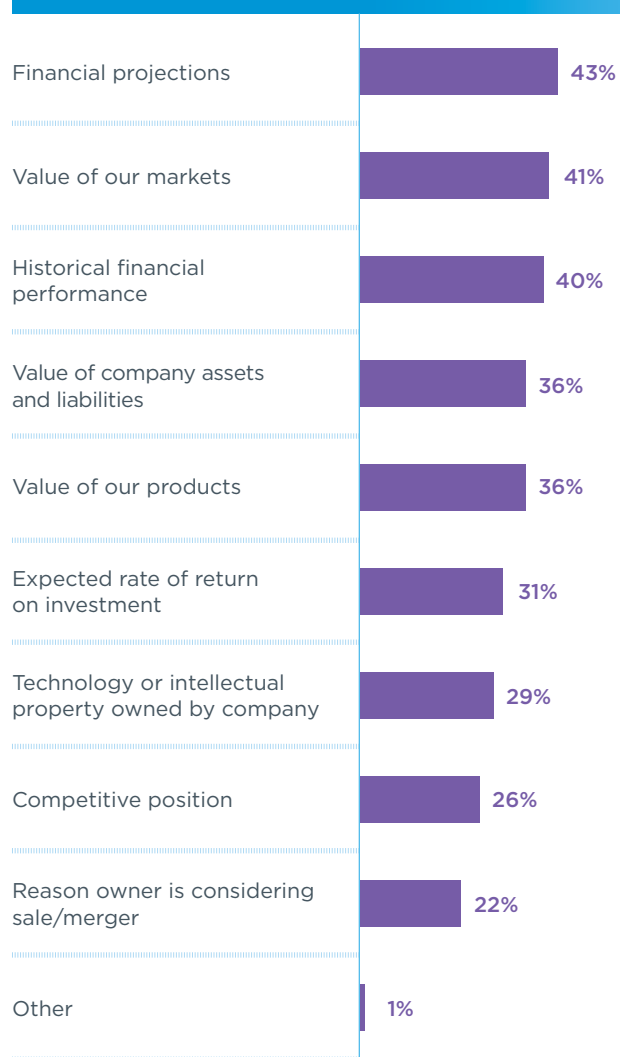 Financial projections 43%
Value of our markets 41%
Historical financial
performance 40%
Value of company assets
and liabilities 36%
Value of our products 36%
Expected rate of return
on investment 31%
Technology or intellectual
property owned by company 29%
Competitive position 26%
Reason owner is considering
sale/merger 22%
Other 1%